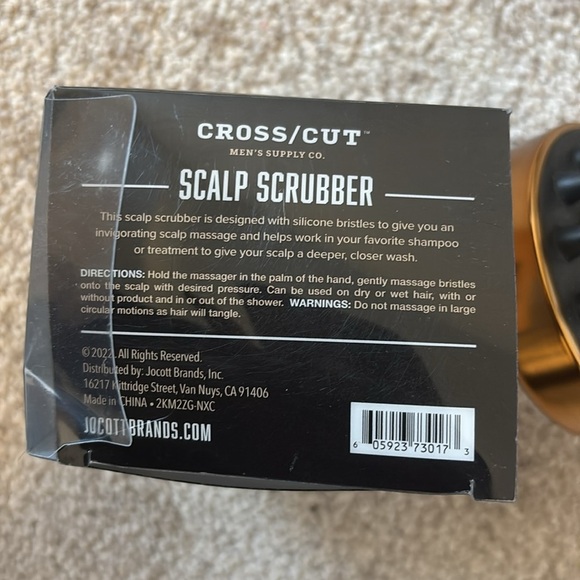 CROSS/CUT™
MEN'S SUPPLY CO.
SCALP SCRUBBER
This scalp scrubber is designed with silicone bristles to give you an
invigorating scalp massage and helps work in your favorite shampoo
or treatment to give your scalp a deeper, closer wash.
DIRECTIONS: Hold the massager in the palm of the hand, gently massage bristles
onto the scalp with desired pressure. Can be used on dry or wet hair, with or
without product and in or out of the shower. WARNINGS: Do not massage in large
circular motions as hair will tangle.
©2022 All Rights Reserved.
Distributed by: Jocott Brands, Inc.
16217 Kittridge Street, Van Nuys, CA 91406
Made in CHINA • 2KM2ZG-NXC
JOCOTTBRANDS.COM
6 05923 73017 3